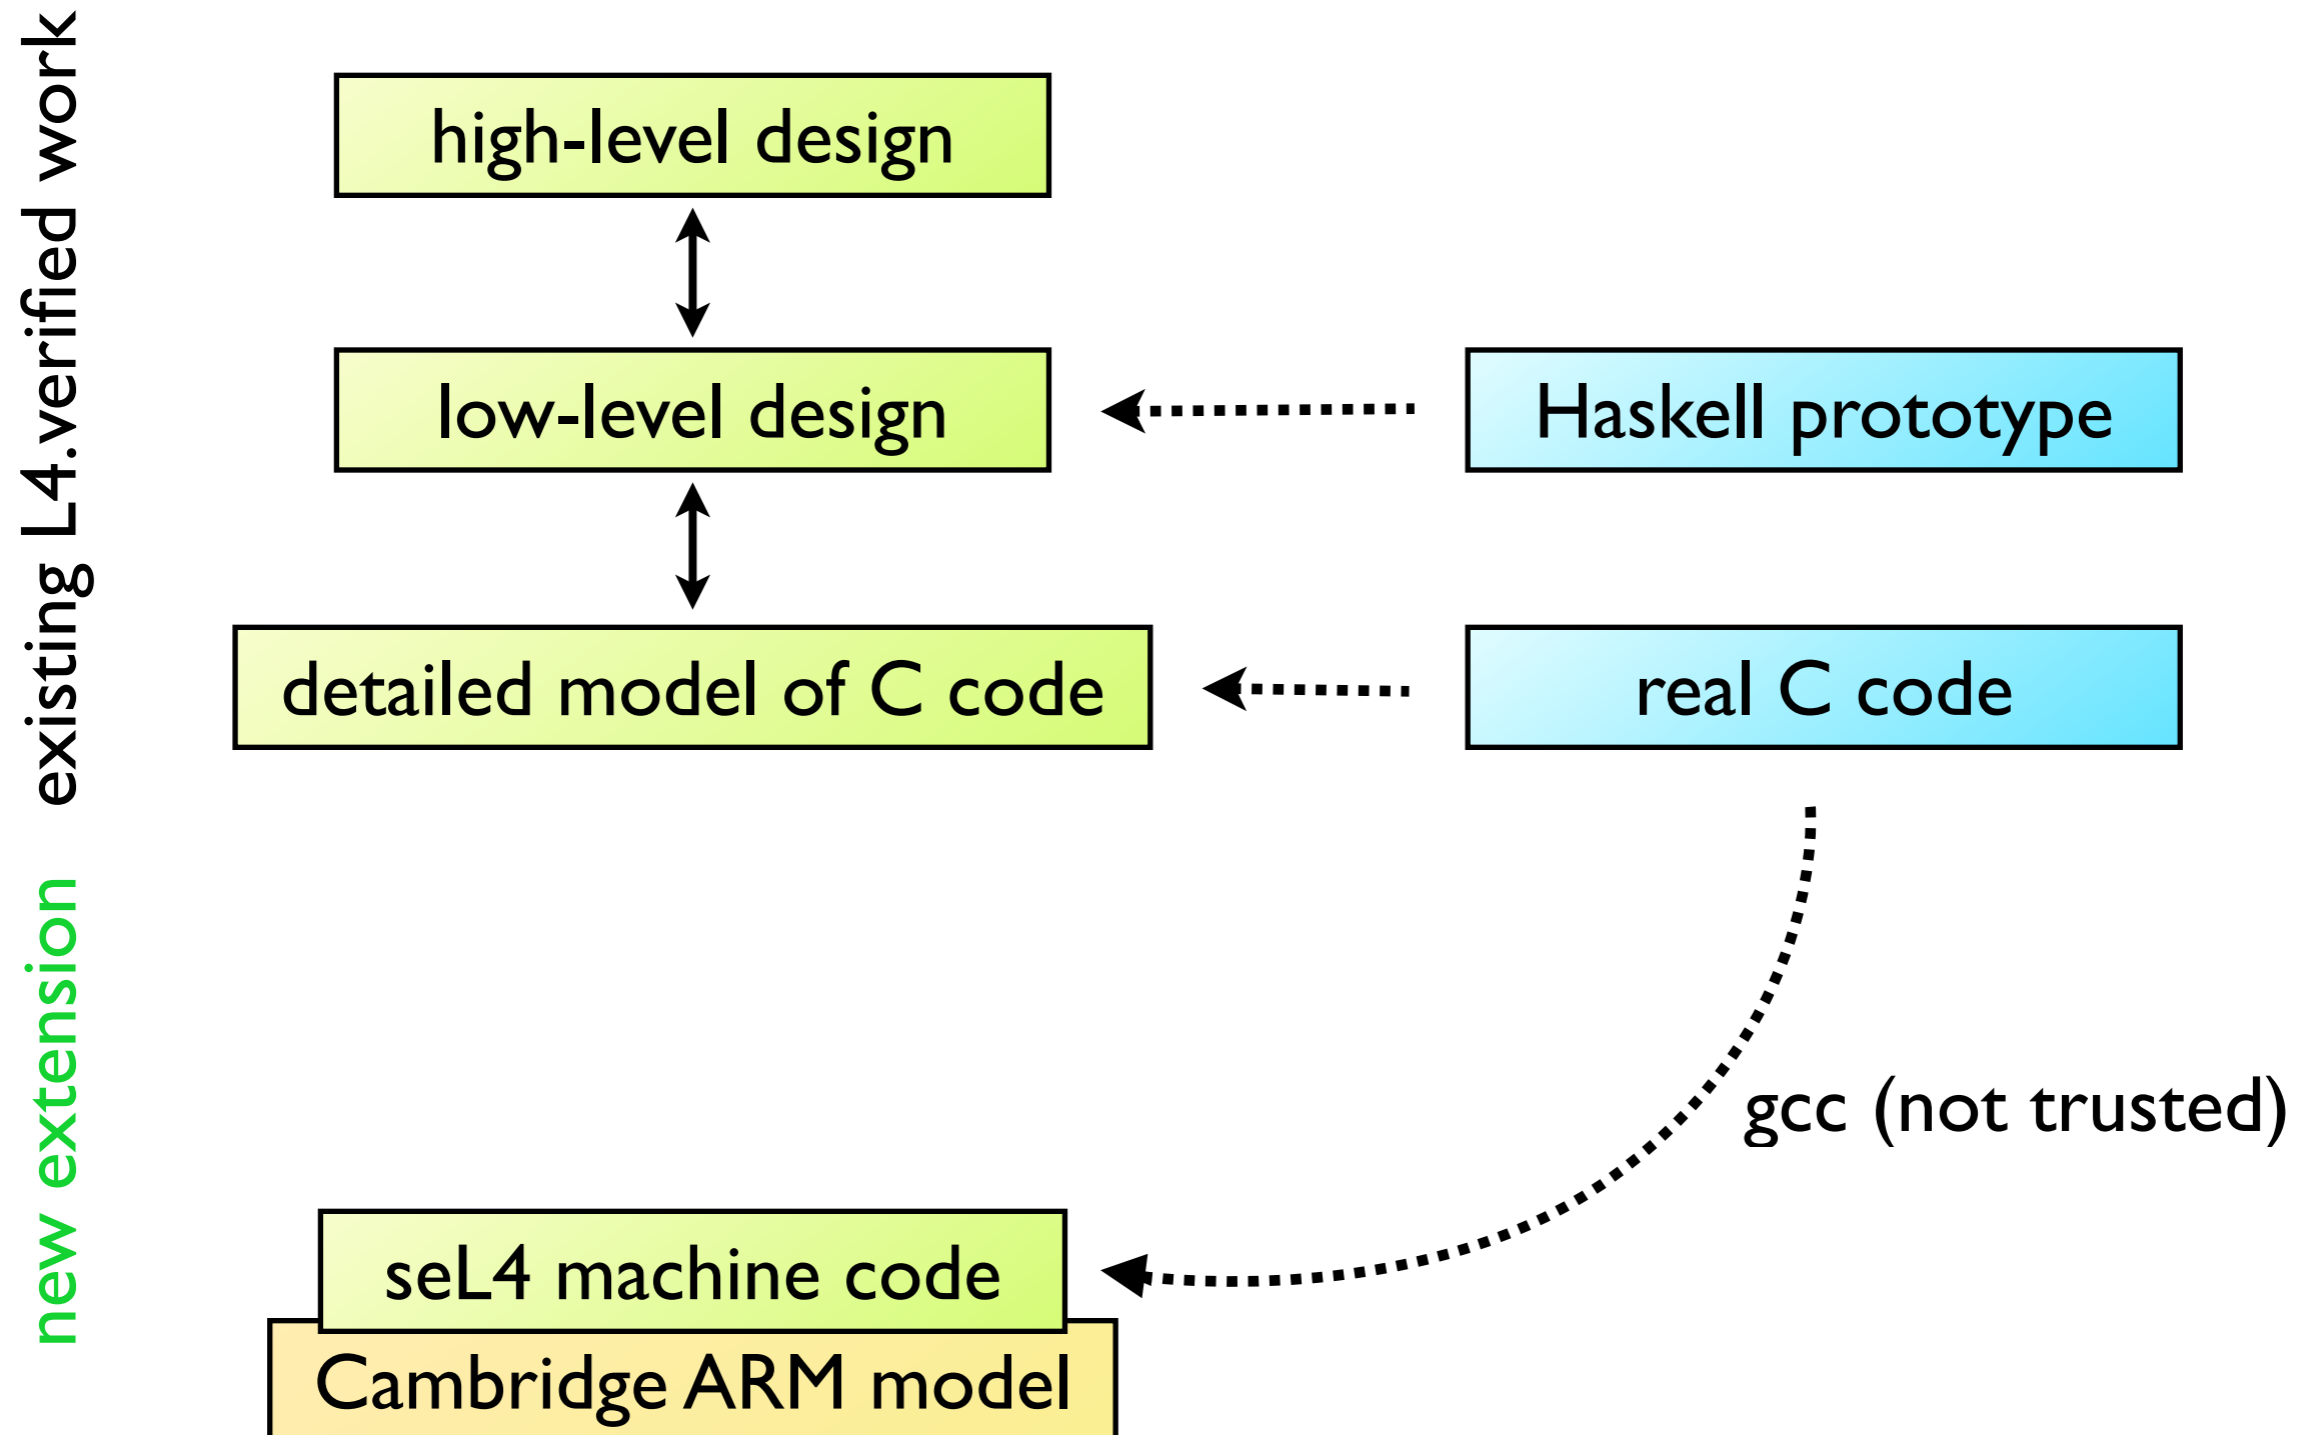 existing L4.verified work
new extension
high-level design
low-level design
Haskell prototype
detailed model of C code
real C code
gcc (not trusted)
seL4 machine code
Cambridge ARM model